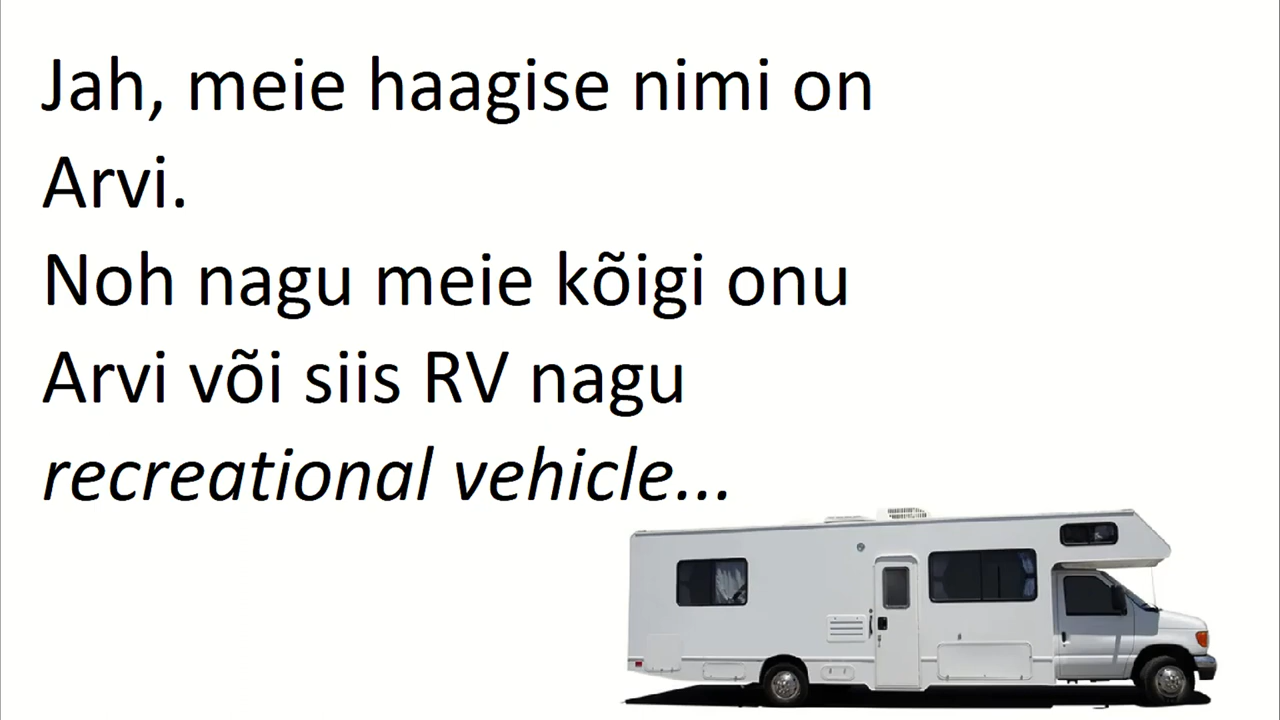 Jah, meie haagise nimi on
Arvi.
Noh nagu meie kõigi onu
Arvi või siis RV nagu
recreational vehicle...